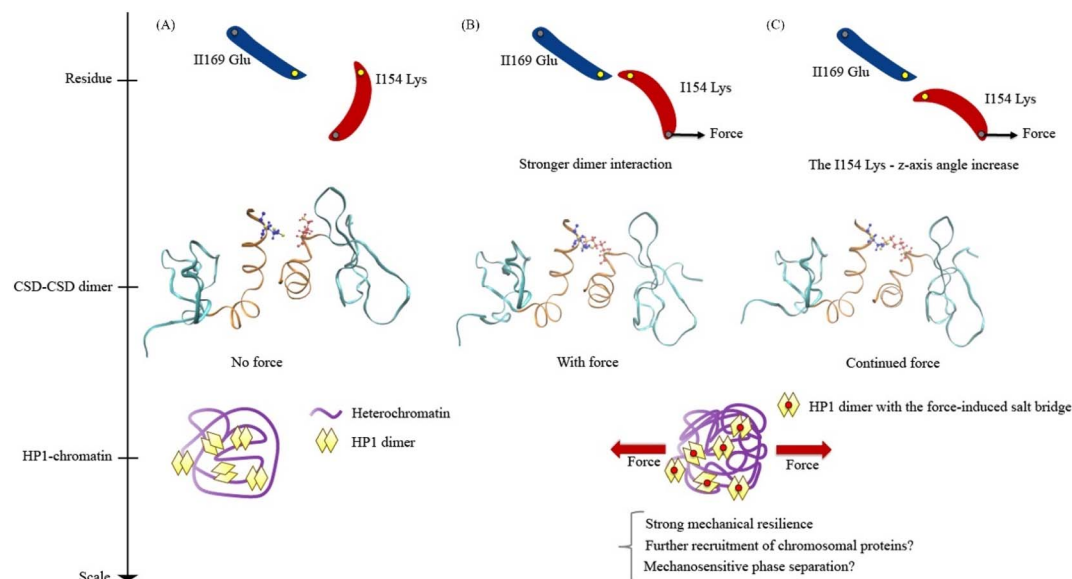 (A)
(B)
(C)
Residue
II169 Glu
I154 Lys
II169 Glu
I154 Lys
Force
Stronger dimer interaction
II169 Glu
I154 Lys
Force
The I154 Lys - z-axis angle increase
CSD-CSD dimer
No force
With force
Continued force
HP1-chromatin
Heterochromatin
HP1 dimer
HP1 dimer with the force-induced salt bridge
Force
Force
Strong mechanical resilience
Further recruitment of chromosomal proteins?
Mechanosensitive phase separation?
Scale